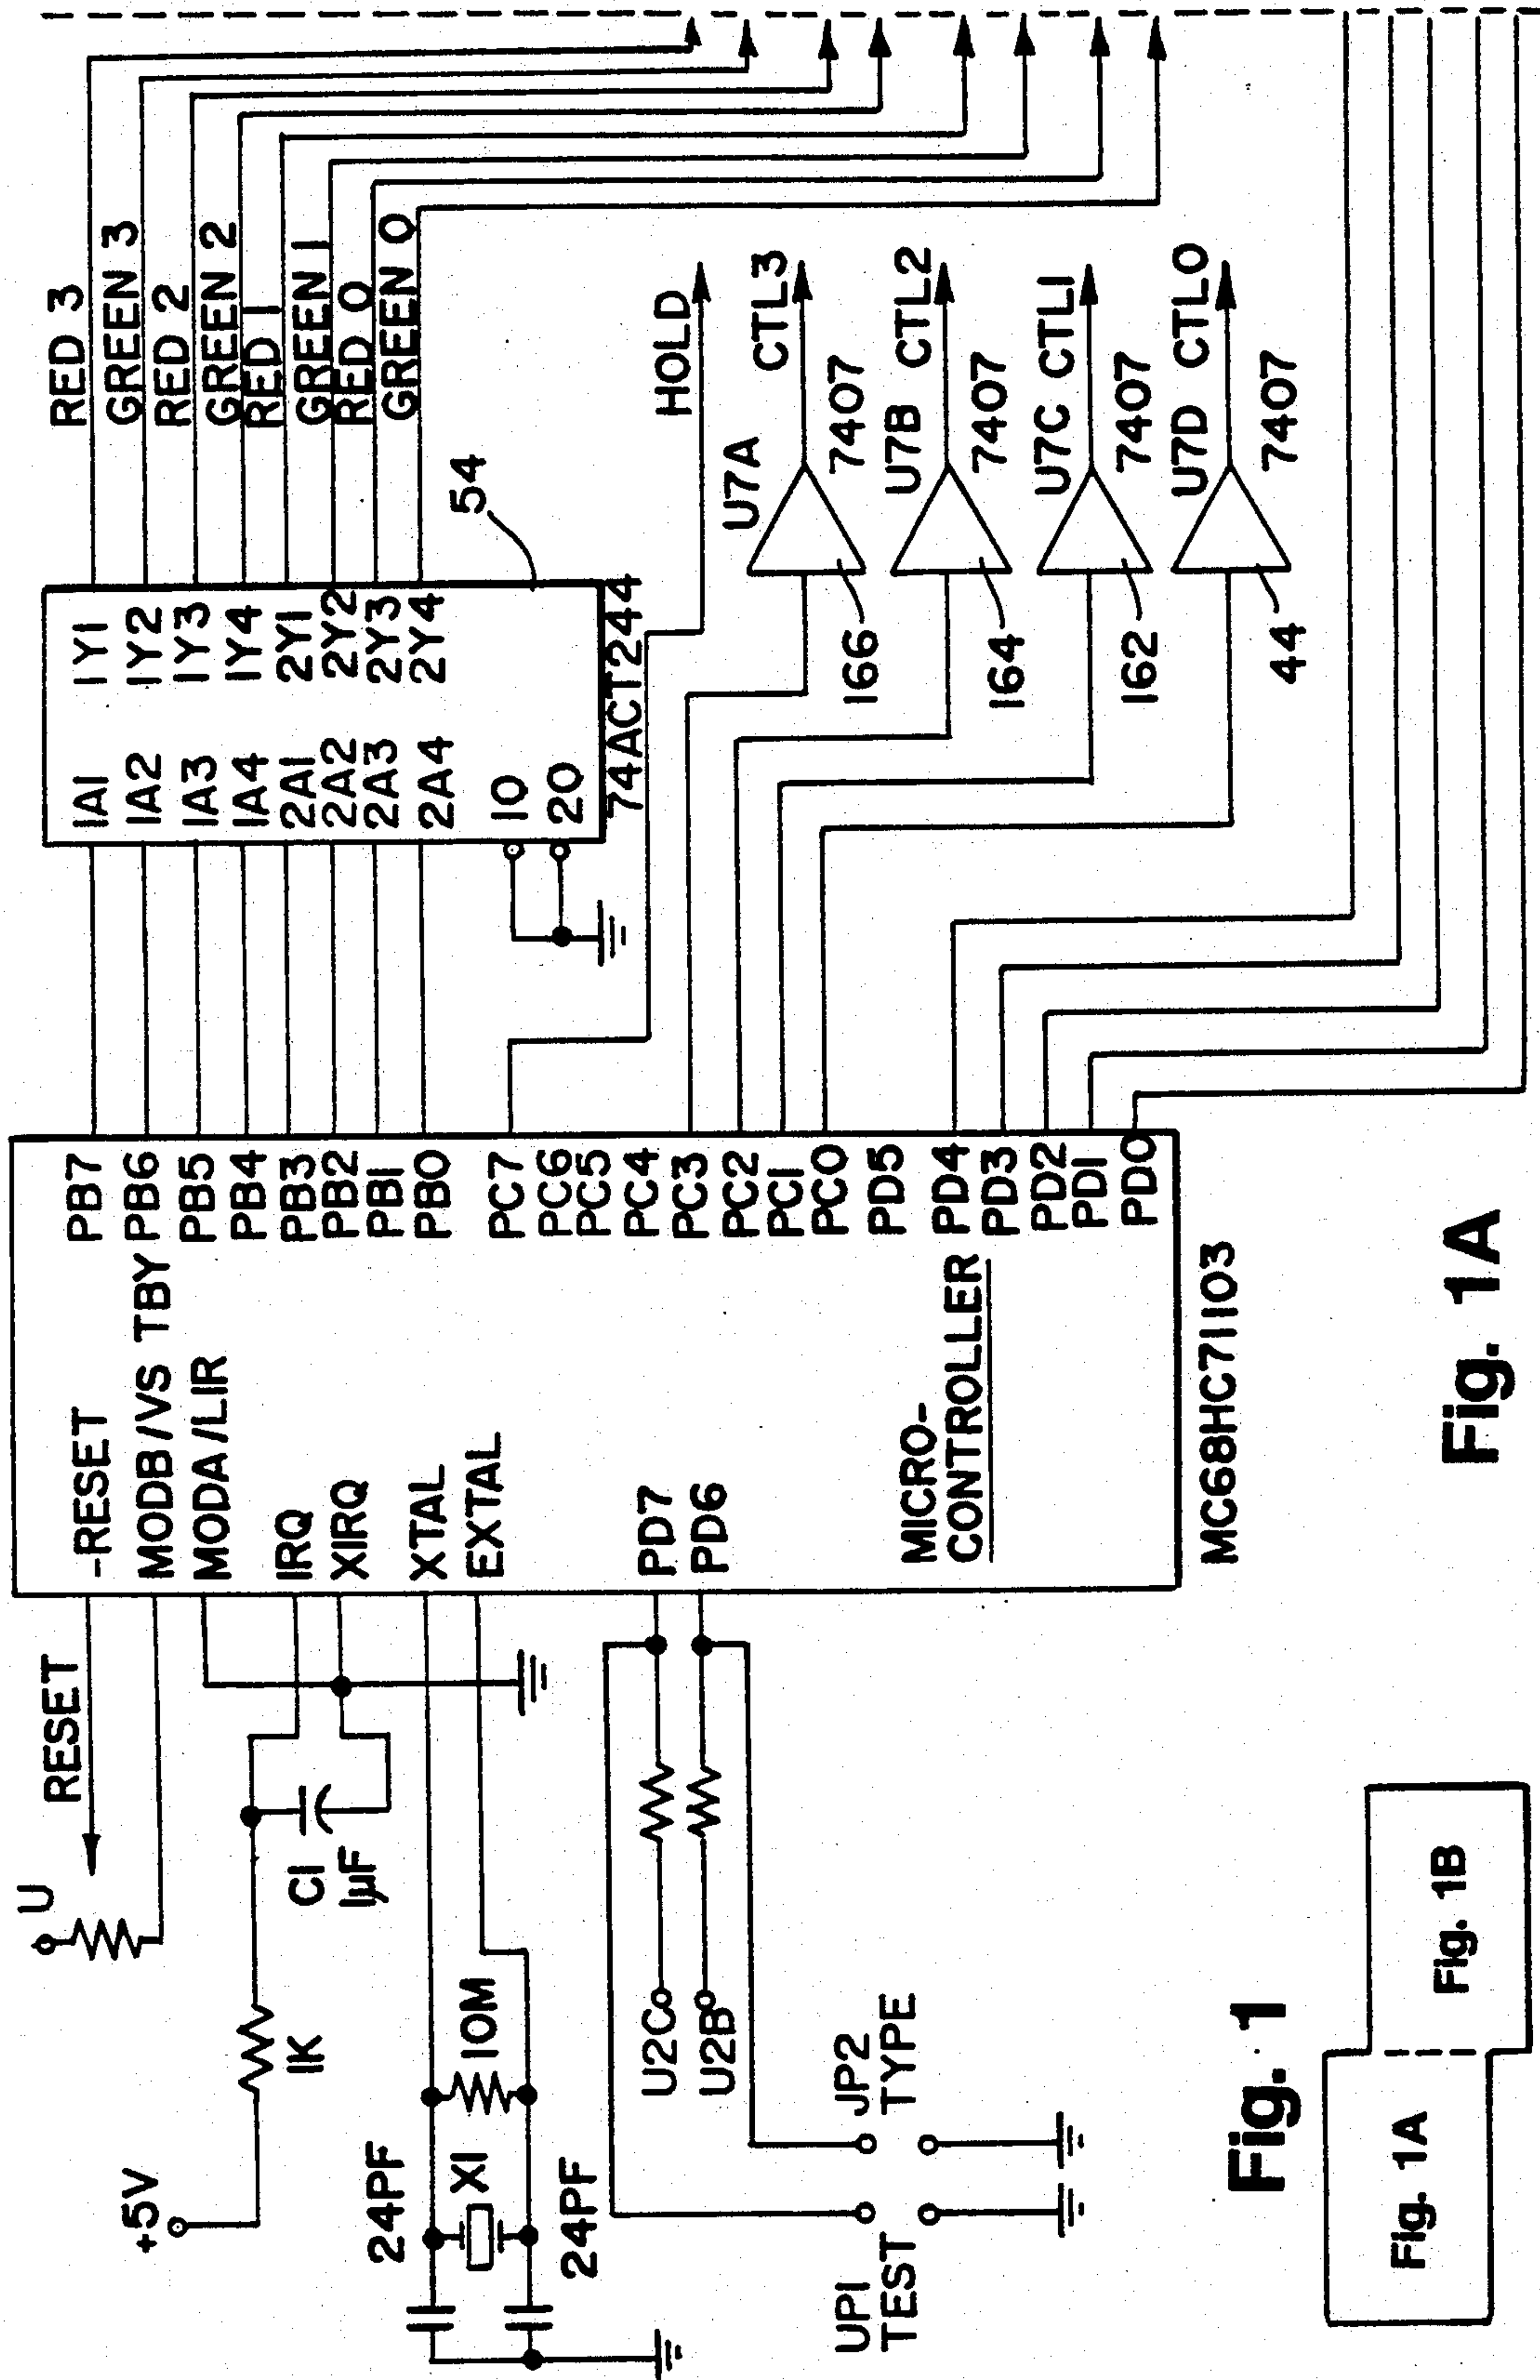 RESET
U
+5V
1K
C1
1µF
24PF
X1
10M
24PF
U2C
U2B
UP1
TEST
JP2
TYPE
-RESET
MODB/VS TBY
MODA/LIR
IRQ
XIRQ
XTAL
EXTAL
PD7
PD6
MICRO-
CONTROLLER
MC68HC71103
PB7
PB6
PB5
PB4
PB3
PB2
PB1
PB0
PC7
PC6
PC5
PC4
PC3
PC2
PC1
PC0
PD5
PD4
PD3
PD2
PD1
PD0
1A1
1A2
1A3
1A4
2A1
2A2
2A3
2A4
10
20
1Y1
1Y2
1Y3
1Y4
2Y1
2Y2
2Y3
2Y4
74ACT244
54
RED 3
GREEN 3
RED 2
GREEN 2
RED 1
GREEN 1
RED 0
GREEN 0
HOLD
U7A
CTL3
7407
166
U7B
CTL2
7407
164
U7C
CTL1
7407
162
U7D
CTL0
7407
44
Fig. 1
Fig. 1A
Fig. 1B
Fig. 1A